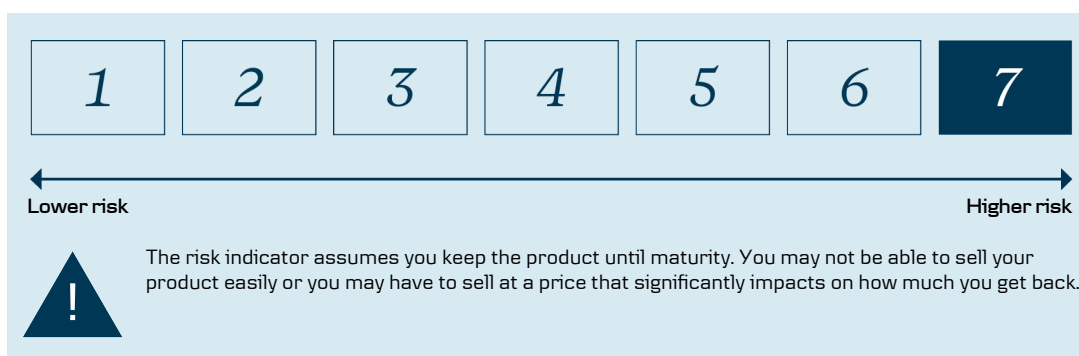 1 2 3 4 5 6 7
Lower risk Higher risk
The risk indicator assumes you keep the product until maturity. You may not be able to sell your
! product easily or you may have to sell at a price that significantly impacts on how much you get back.